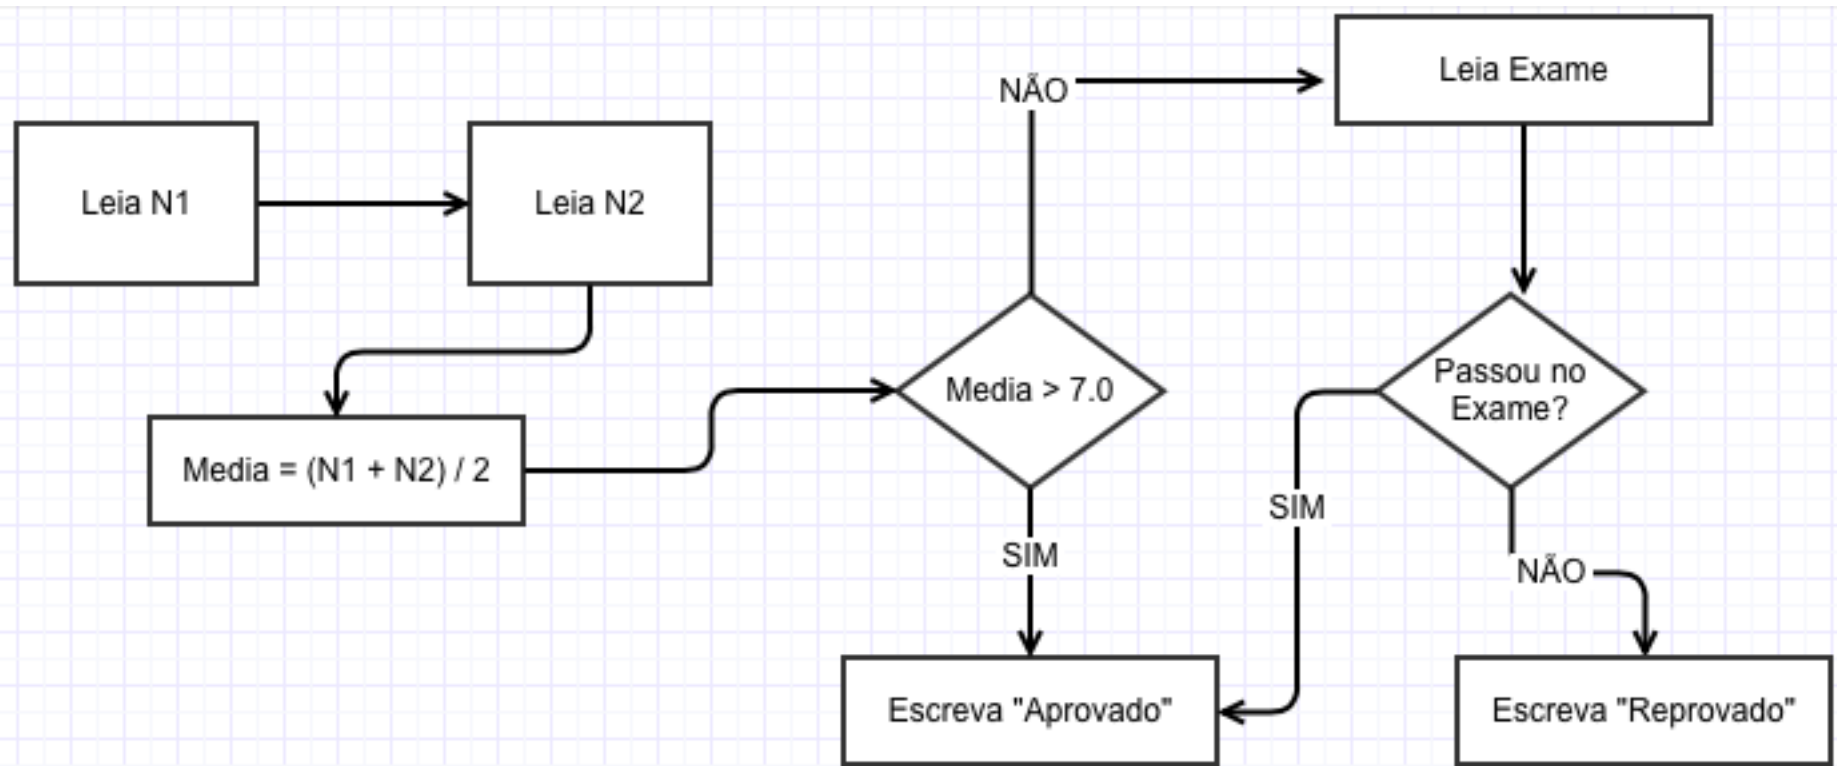 Leia N1
Leia N2
Media = (N1 + N2) / 2
Media > 7.0
NÃO
Leia Exame
Passou no
Exame?
SIM
SIM
NÃO
Escreva "Aprovado"
Escreva "Reprovado"